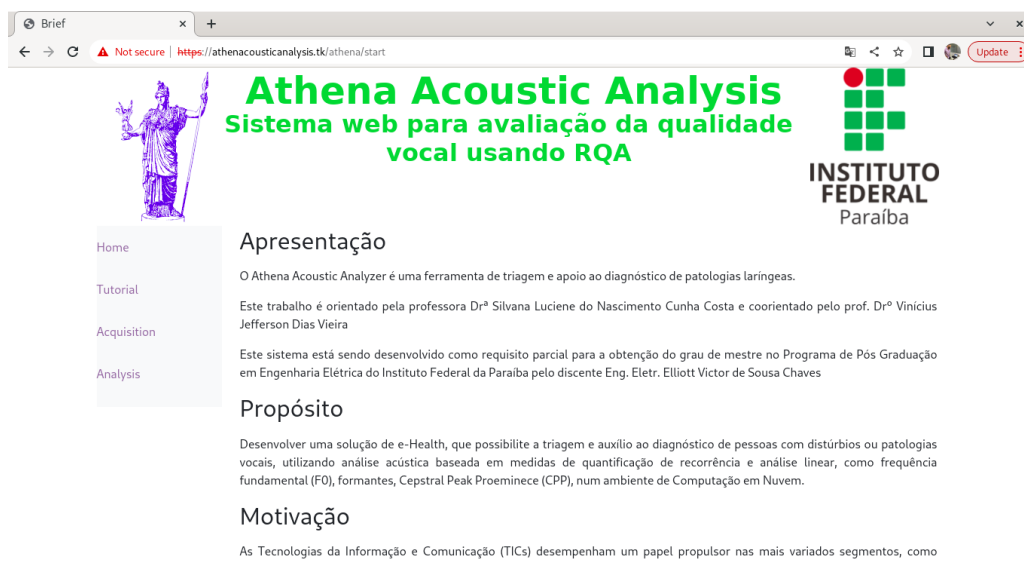 Brief
Not secure
https://athenacousticanalysis.tk/athena/start
Update
Athena Acoustic Analysis
Sistema web para avaliação da qualidade
vocal usando RQA
INSTITUTO
FEDERAL
Paraíba
Home
Tutorial
Acquisition
Analysis
Apresentação
O Athena Acoustic Analyzer é uma ferramenta de triagem e apoio ao diagnóstico de patologias laríngeas.
Este trabalho é orientado pela professora Drª Silvana Luciene do Nascimento Cunha Costa e coorientado pelo prof. Drº Vinícius
Jefferson Dias Vieira
Este sistema está sendo desenvolvido como requisito parcial para a obtenção do grau de mestre no Programa de Pós Graduação
em Engenharia Elétrica do Instituto Federal da Paraíba pelo discente Eng. Eletr. Elliott Victor de Sousa Chaves
Propósito
Desenvolver uma solução de e-Health, que possibilite a triagem e auxílio ao diagnóstico de pessoas com distúrbios ou patologias
vocais, utilizando análise acústica baseada em medidas de quantificação de recorrência e análise linear, como frequência
fundamental (F0), formantes, Cepstral Peak Proeminece (CPP), num ambiente de Computação em Nuvem.
Motivação
As Tecnologias da Informação e Comunicação (TICs) desempenham um papel propulsor nas mais variados segmentos, como